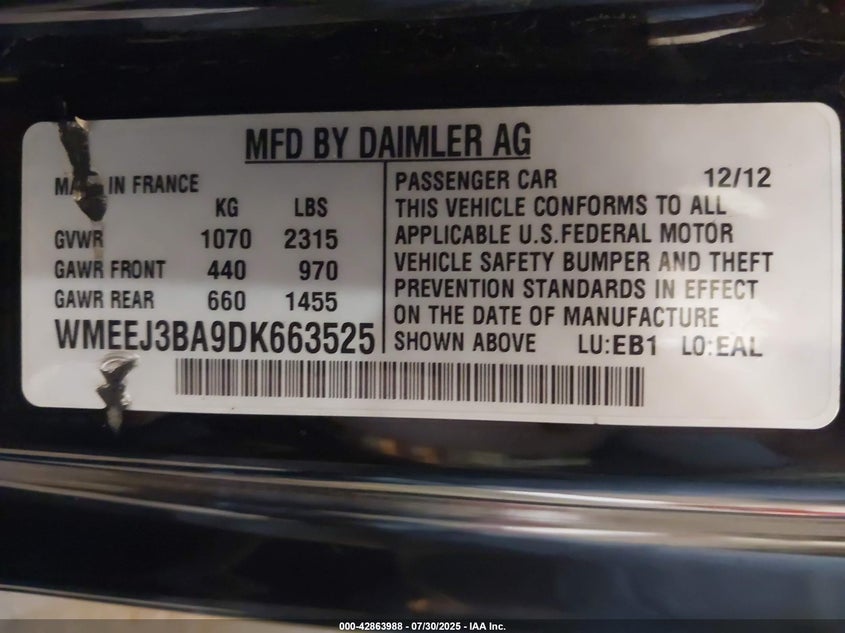 MFD BY DAIMLER AG
IN FRANCE
KG LBS
GVWR 1070 2315
GAWR FRONT 440 970
GAWR REAR 660 1455
WMEEJ3BA9DK663525
PASSENGER CAR 12/12
THIS VEHICLE CONFORMS TO ALL
APPLICABLE U.S.FEDERAL MOTOR
VEHICLE SAFETY BUMPER AND THEFT
PREVENTION STANDARDS IN EFFECT
ON THE DATE OF MANUFACTURE
SHOWN ABOVE LU:EB1 LO:EAL
000-42863988 - 07/30/2025 - IAA Inc.